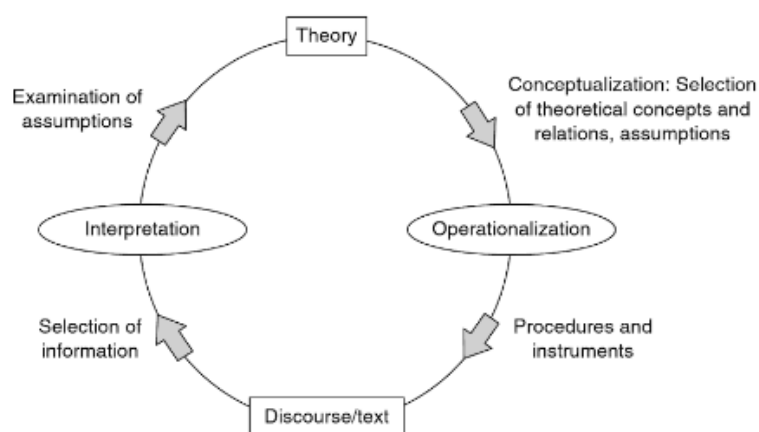 Theory
Examination of
assumptions
Conceptualization: Selection
of theoretical concepts and
relations, assumptions
Interpretation
Operationalization
Selection of
information
Procedures and
instruments
Discourse/text